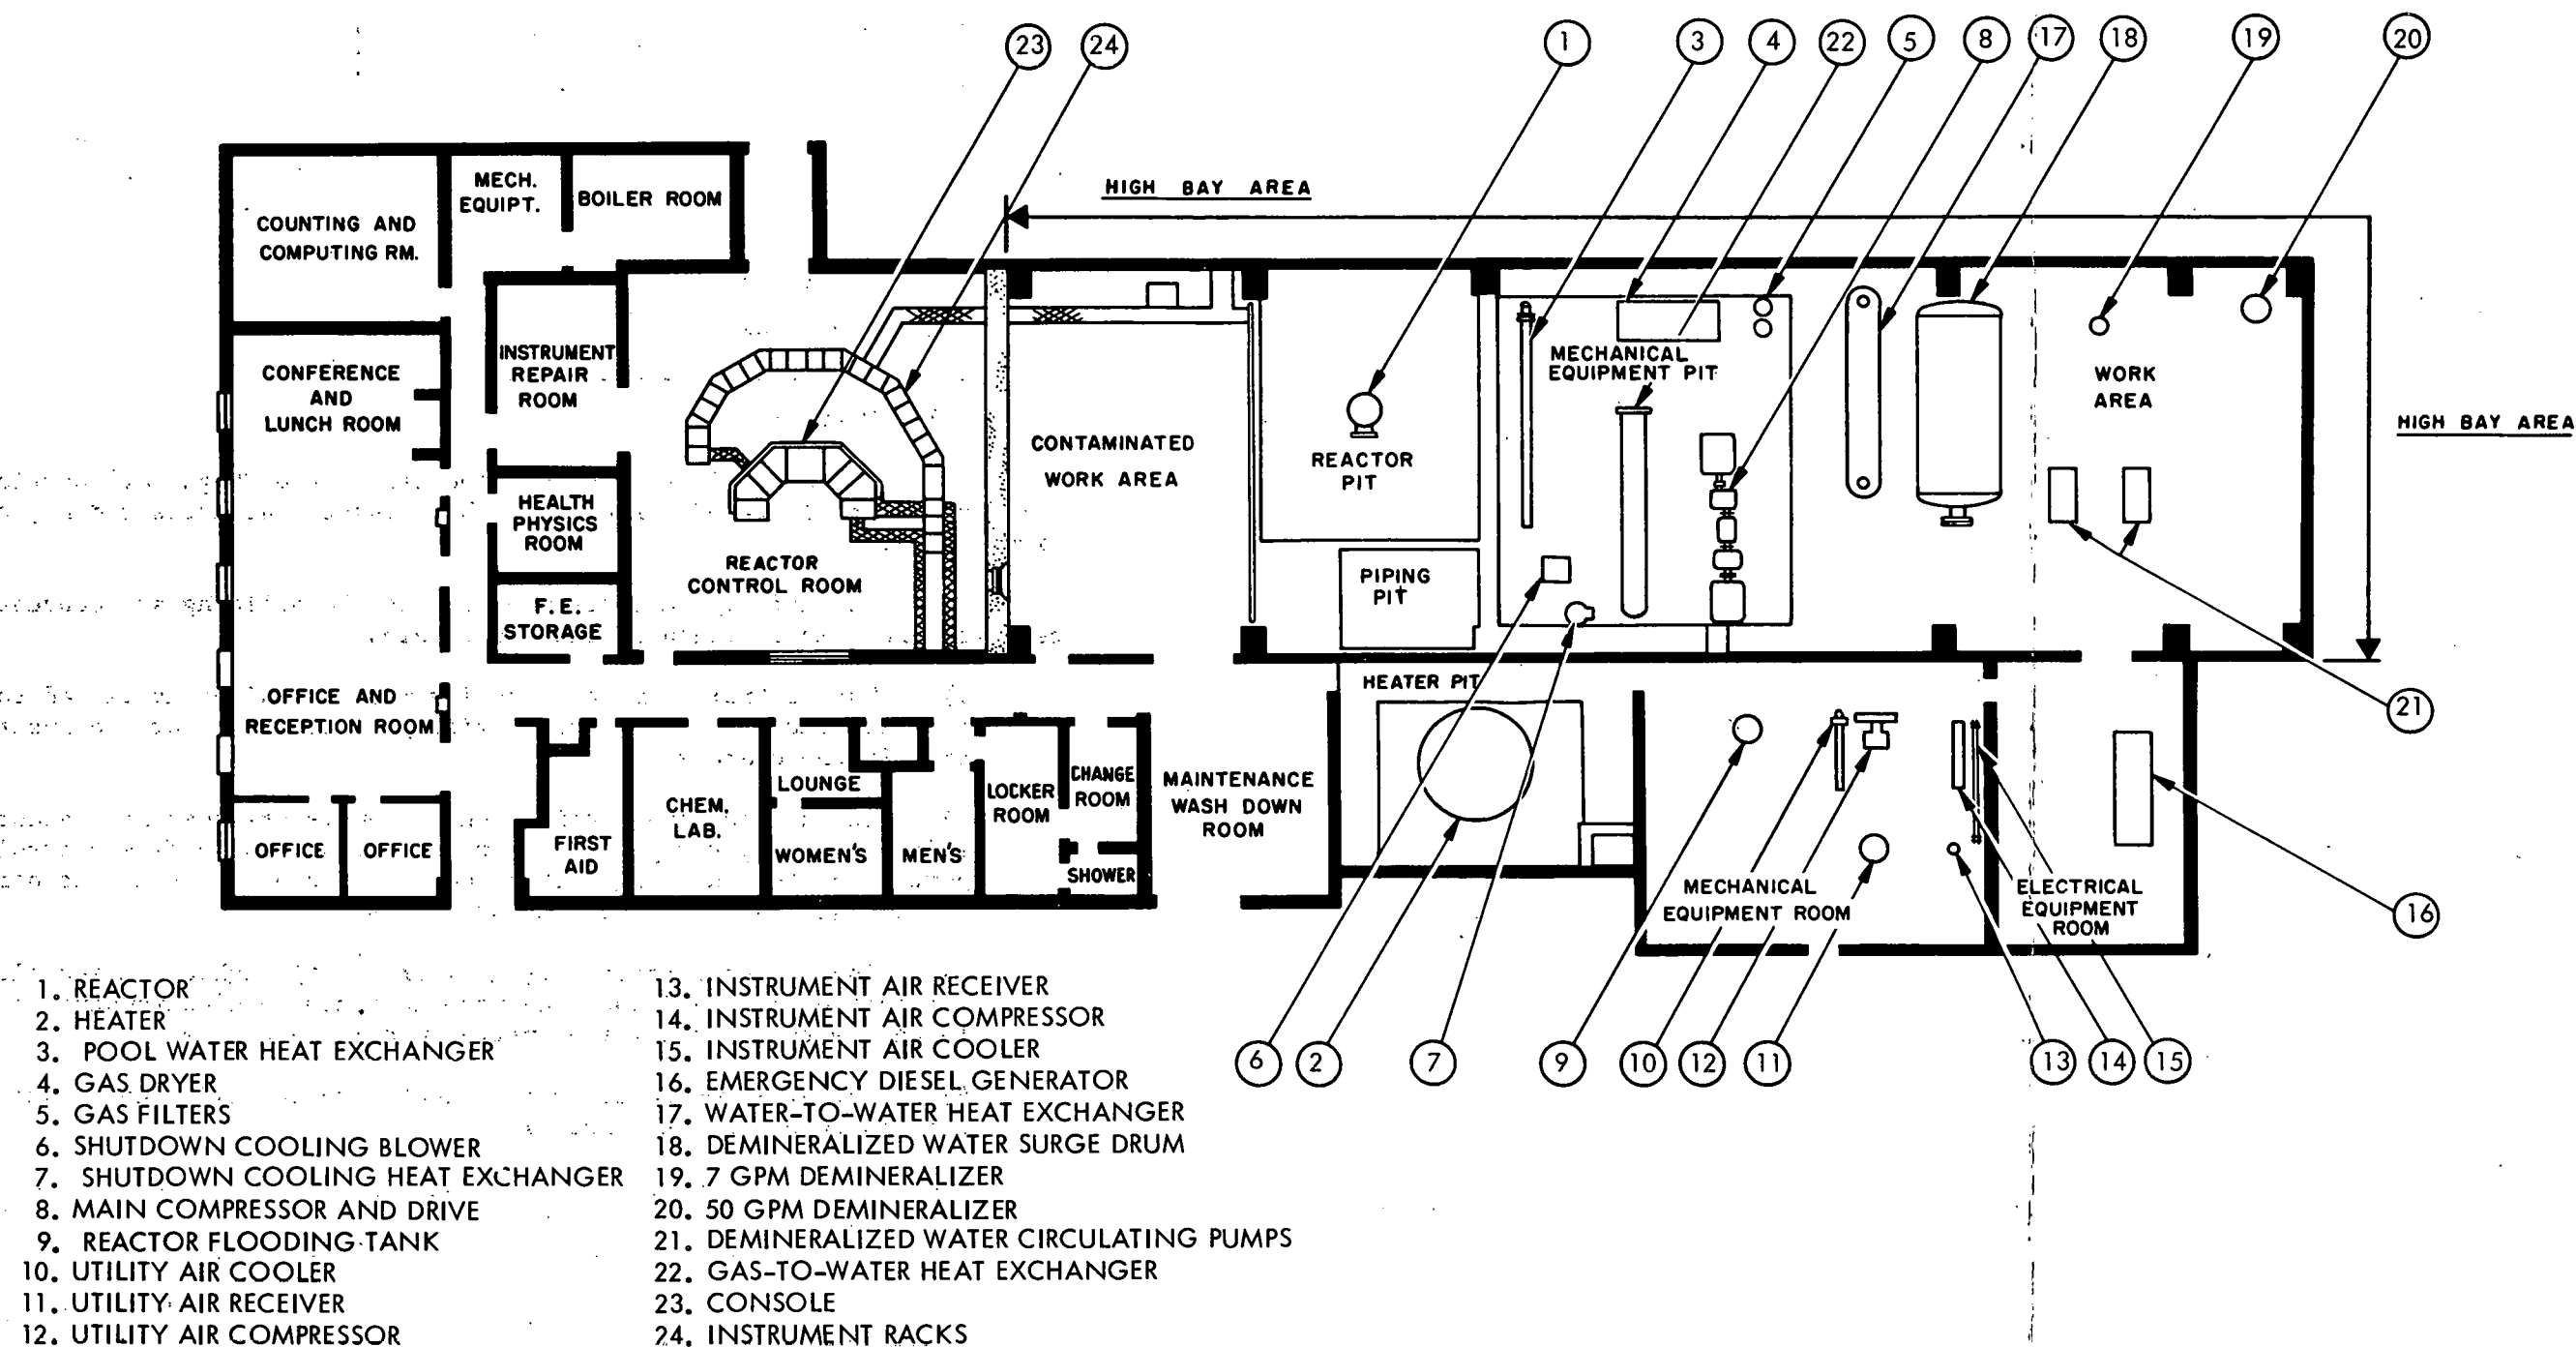 23 24 1 3 4 22 5 8 17 18 19 20
HIGH BAY AREA
MECH.
EQUIPT.
BOILER ROOM
COUNTING AND
COMPUTING RM.
INSTRUMENT
REPAIR
ROOM
CONFERENCE
AND
LUNCH ROOM
MECHANICAL
EQUIPMENT PIT
WORK
AREA
HIGH BAY AREA
CONTAMINATED
WORK AREA
REACTOR
PIT
HEALTH
PHYSICS
ROOM
REACTOR
CONTROL ROOM
PIPING
PIT
F.E.
STORAGE
OFFICE AND
RECEPTION ROOM
HEATER PIT
21
LOUNGE
CHANGE
ROOM
LOCKER
ROOM
MAINTENANCE
WASH DOWN
ROOM
CHEM.
LAB.
OFFICE
OFFICE
FIRST
AID
WOMEN'S
MEN'S
SHOWER
MECHANICAL
EQUIPMENT ROOM
ELECTRICAL
EQUIPMENT
ROOM
16
6 2 7 9 10 12 11 13 14 15
1. REACTOR
2. HEATER
3. POOL WATER HEAT EXCHANGER
4. GAS DRYER
5. GAS FILTERS
6. SHUTDOWN COOLING BLOWER
7. SHUTDOWN COOLING HEAT EXCHANGER
8. MAIN COMPRESSOR AND DRIVE
9. REACTOR FLOODING TANK
10. UTILITY AIR COOLER
11. UTILITY AIR RECEIVER
12. UTILITY AIR COMPRESSOR
13. INSTRUMENT AIR RECEIVER
14. INSTRUMENT AIR COMPRESSOR
15. INSTRUMENT AIR COOLER
16. EMERGENCY DIESEL GENERATOR
17. WATER-TO-WATER HEAT EXCHANGER
18. DEMINERALIZED WATER SURGE DRUM
19. 7 GPM DEMINERALIZER
20. 50 GPM DEMINERALIZER
21. DEMINERALIZED WATER CIRCULATING PUMPS
22. GAS-TO-WATER HEAT EXCHANGER
23. CONSOLE
24. INSTRUMENT RACKS